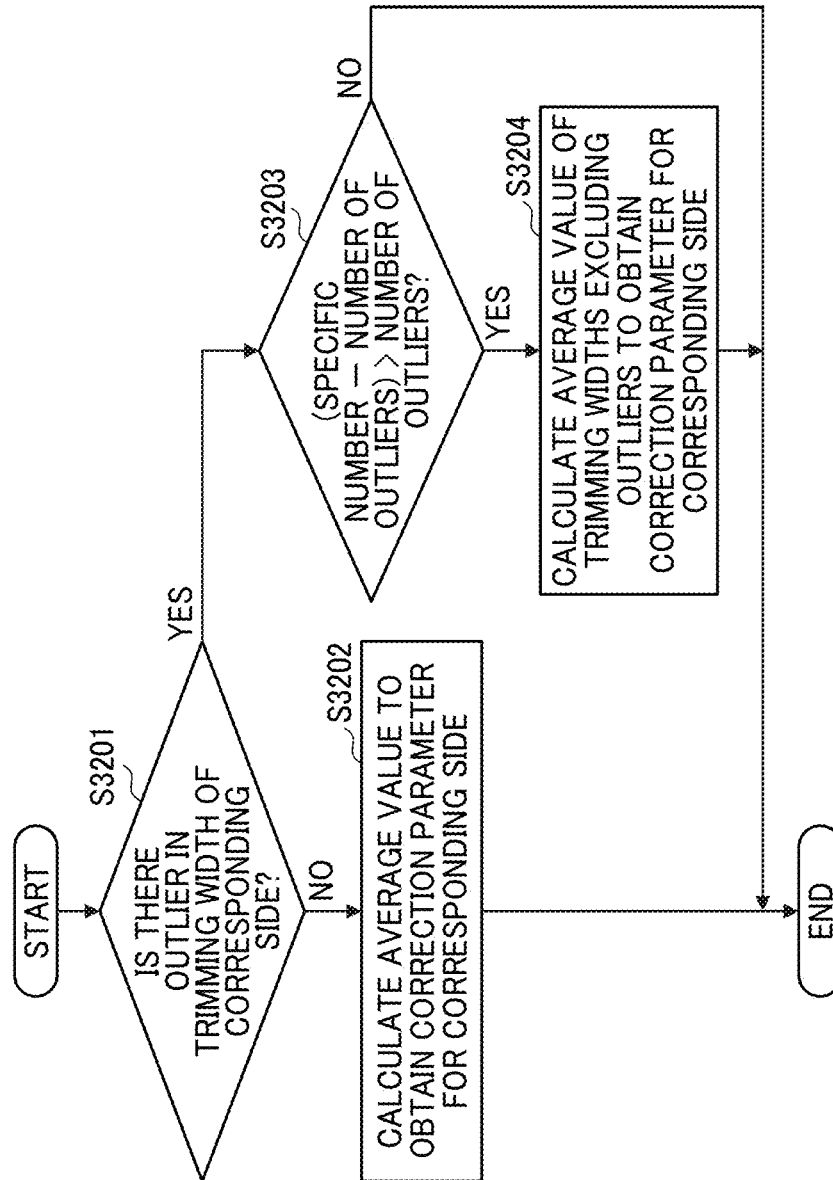 START
S3201
IS THERE
OUTLIER IN
TRIMMING WIDTH OF
CORRESPONDING
SIDE?
YES
NO
S3202
CALCULATE AVERAGE VALUE TO
OBTAIN CORRECTION PARAMETER
FOR CORRESPONDING SIDE
S3203
(SPECIFIC
NUMBER － NUMBER OF
OUTLIERS) > NUMBER OF
OUTLIERS?
NO
YES
S3204
CALCULATE AVERAGE VALUE OF
TRIMMING WIDTHS EXCLUDING
OUTLIERS TO OBTAIN
CORRECTION PARAMETER FOR
CORRESPONDING SIDE
END